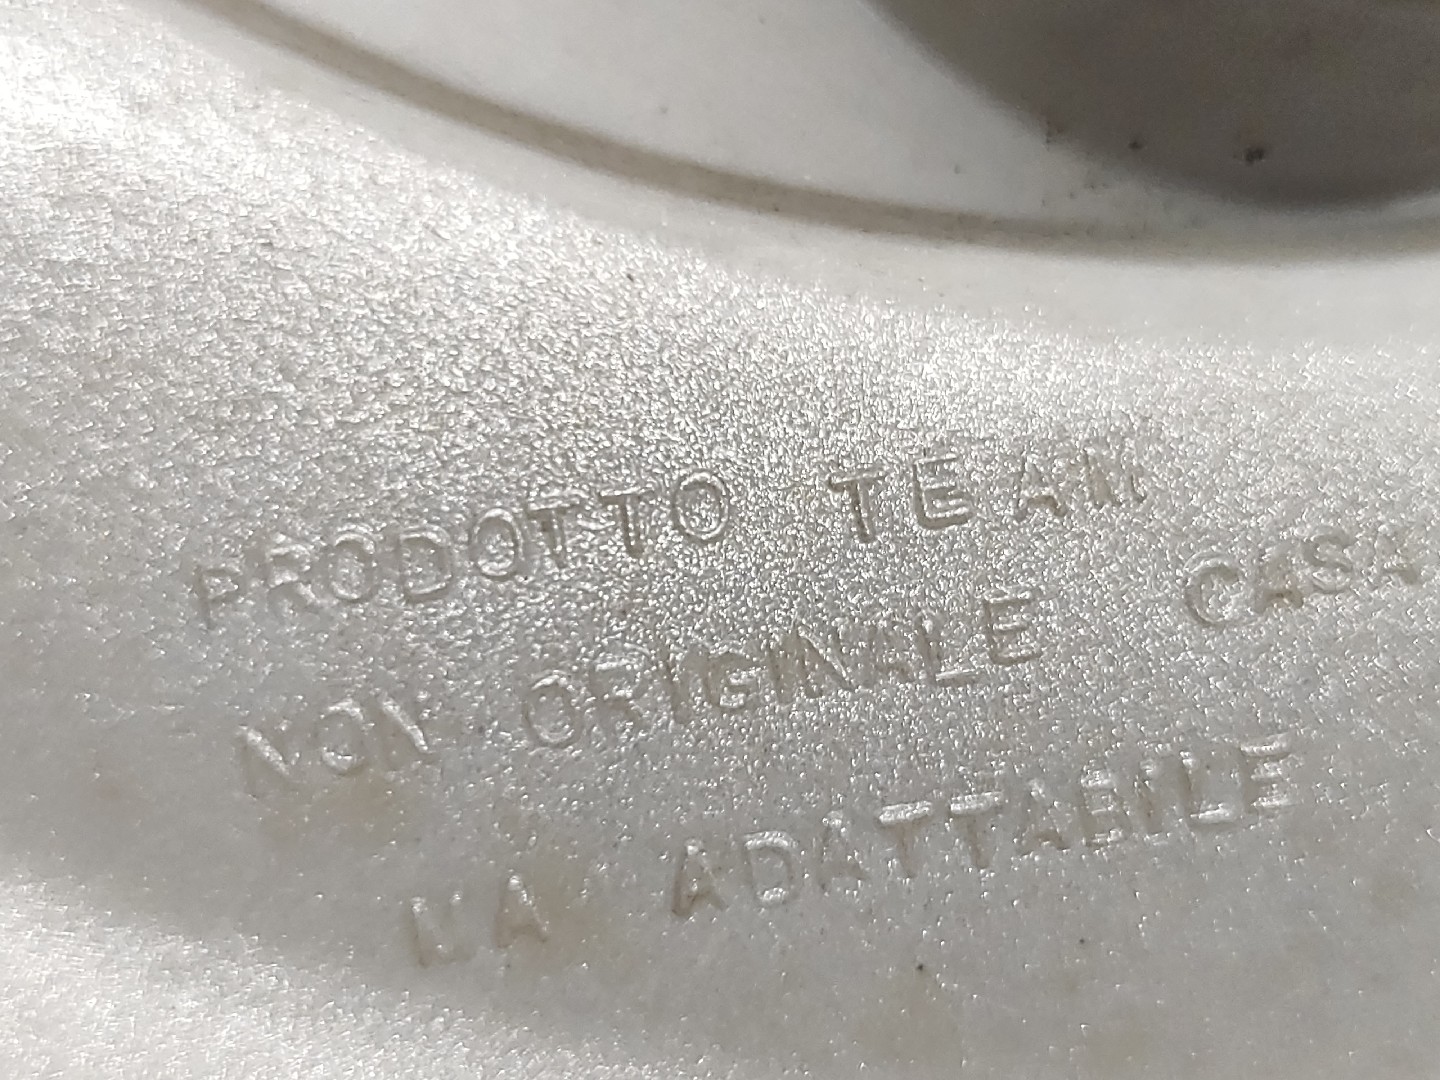 PRODOTTO TEAM
NON ORIGINALE CASA
MA ADATTABILE